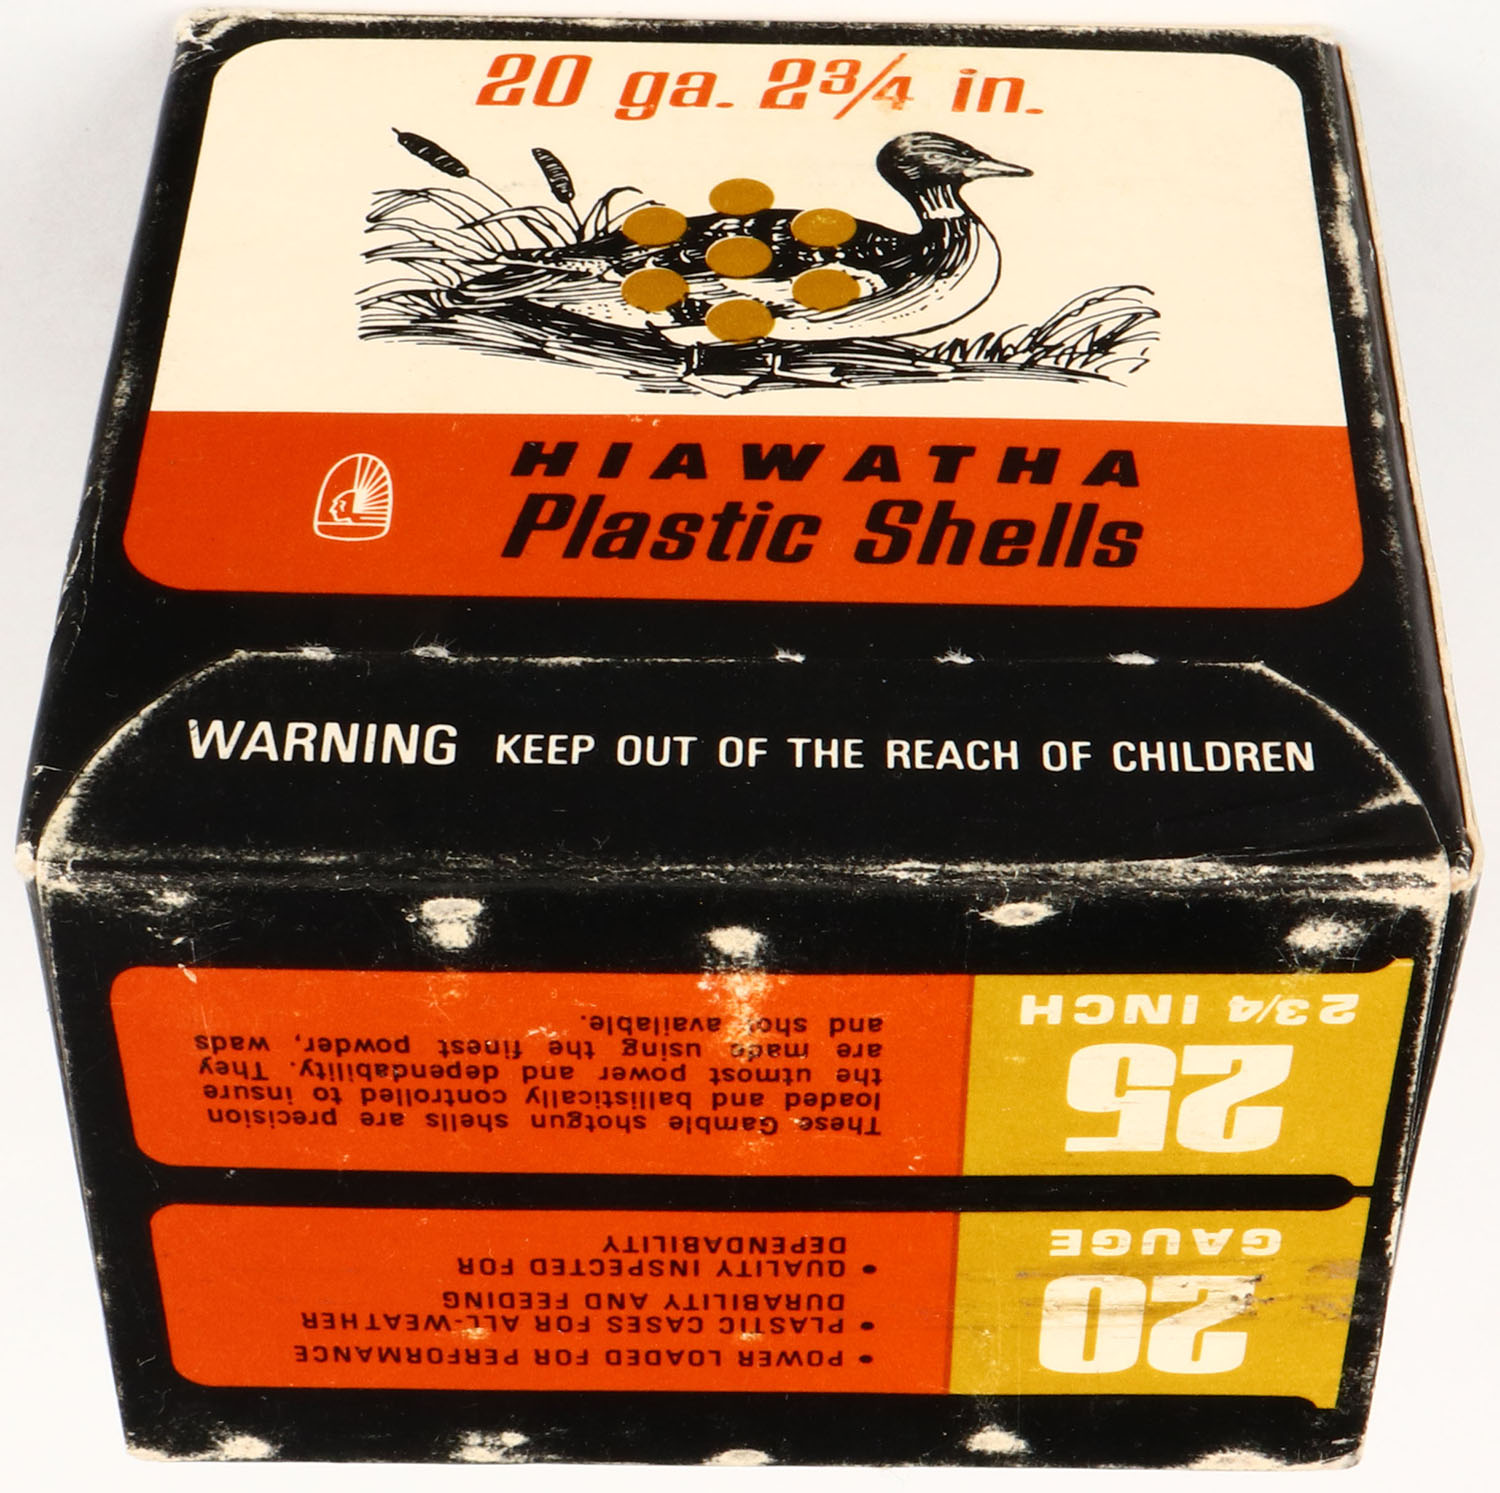 20 ga. 2 3/4 in.
HIAWATHA
Plastic Shells
WARNING KEEP OUT OF THE REACH OF CHILDREN
20
GAUGE
• POWER LOADED FOR PERFORMANCE
• PLASTIC CASES FOR ALL-WEATHER
DURABILITY AND FEEDING
• QUALITY INSPECTED FOR
DEPENDABILITY
25
2 3/4 INCH
These Gamble shotgun shells are precision
loaded and ballistically controlled to insure
the utmost power and dependability. They
are made using the finest powder, wads
and shot available.